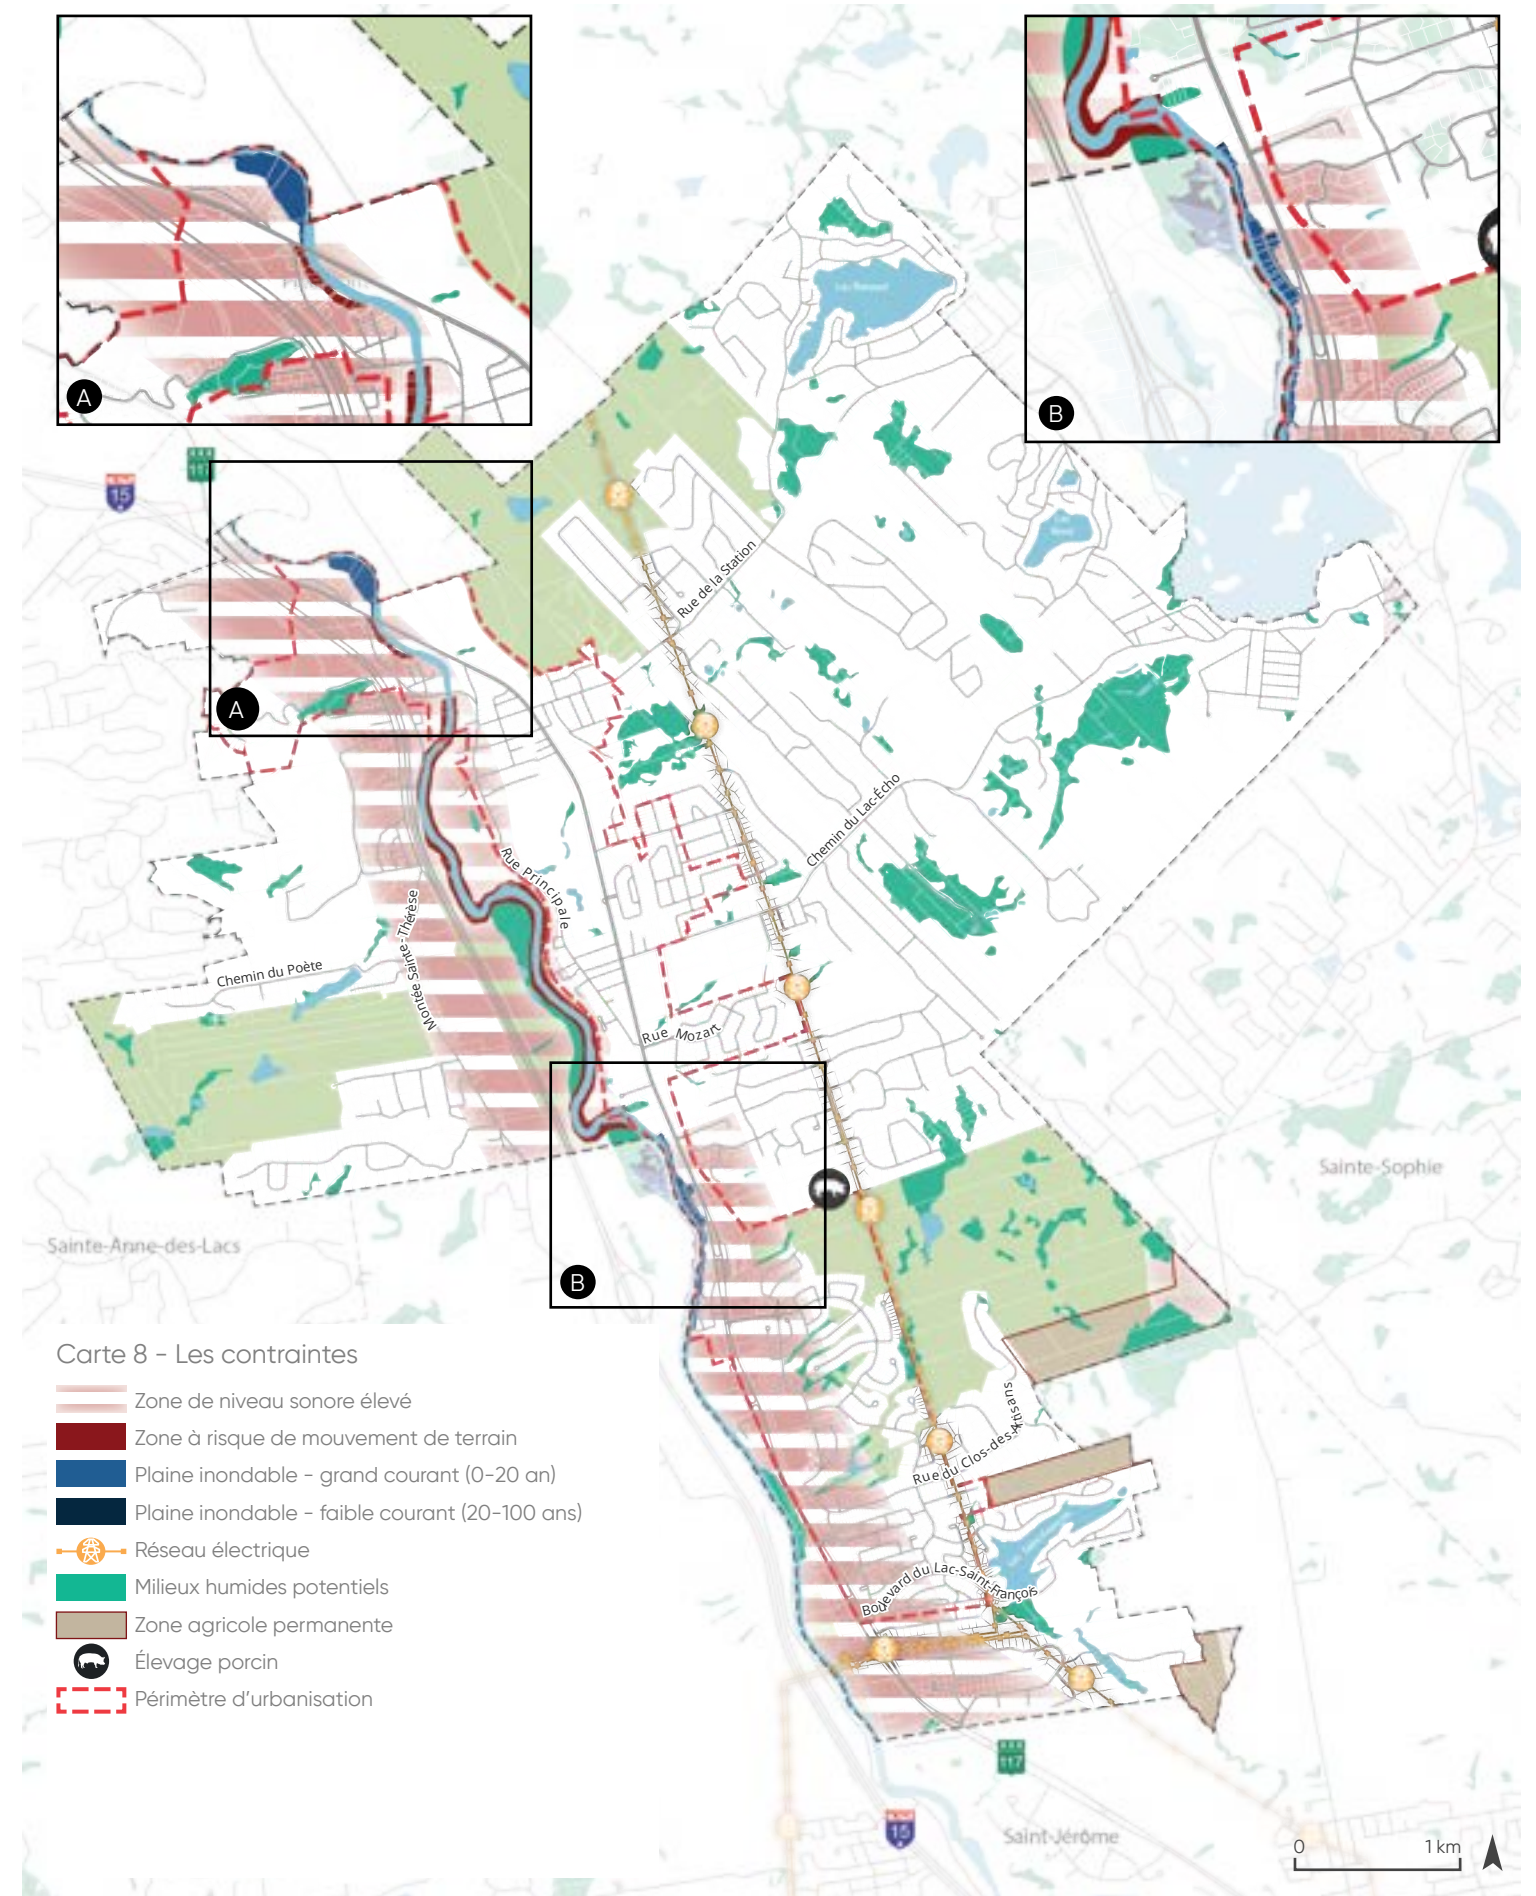 A
B
117
15
Lac
Rue de la Station
A
Chemin du Lac-Écho
Rue Principale
Montée Sainte-Thérèse
Chemin du Poète
Rue Mozart
Sainte-Sophie
Sainte-Anne-des-Lacs
B
Carte 8 - Les contraintes
Zone de niveau sonore élevé
Zone à risque de mouvement de terrain
Plaine inondable - grand courant (0-20 an)
Plaine inondable - faible courant (20-100 ans)
Réseau électrique
Milieux humides potentiels
Zone agricole permanente
Élevage porcin
Périmètre d'urbanisation
Rue du Clos-des-Artisans
Boulevard du Lac-Saint-François
117
15
Saint-Jérôme
0 1 km